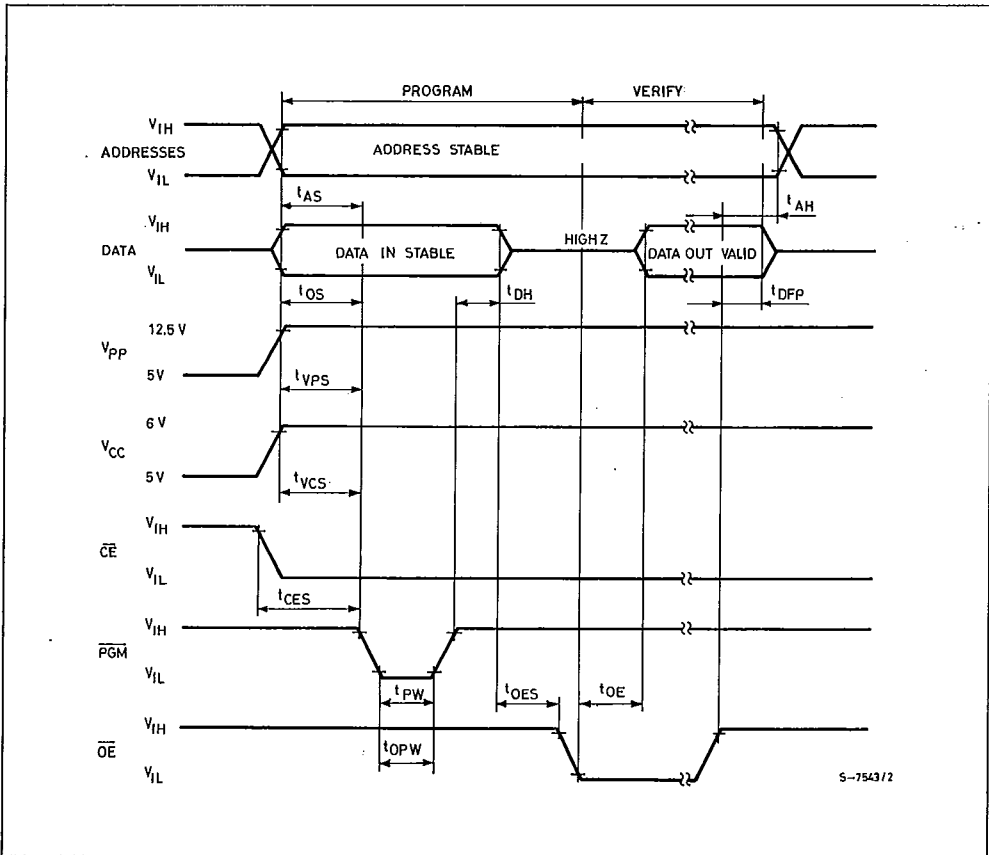 PROGRAM
VERIFY
VIH
ADDRESSES
VIL
ADDRESS STABLE
tAS
tAH
VIH
DATA
VIL
DATA IN STABLE
HIGH Z
DATA OUT VALID
tOS
tDH
tDFP
12.5 V
VPP
5V
tVPS
6 V
VCC
5V
tVCS
VIH
CE
VIL
tCES
VIH
PGM
VIL
tPW
tOES
tOE
VIH
OE
VIL
tOPW
S-7543/2